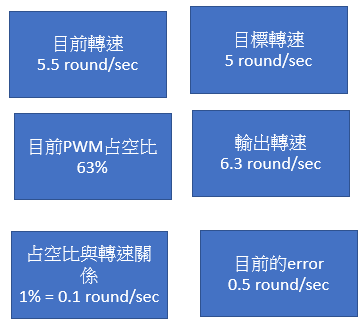 目前轉速
5.5 round/sec
目標轉速
5 round/sec
目前PWM占空比
63%
輸出轉速
6.3 round/sec
占空比與轉速關
係
1% = 0.1 round/sec
目前的error
0.5 round/sec